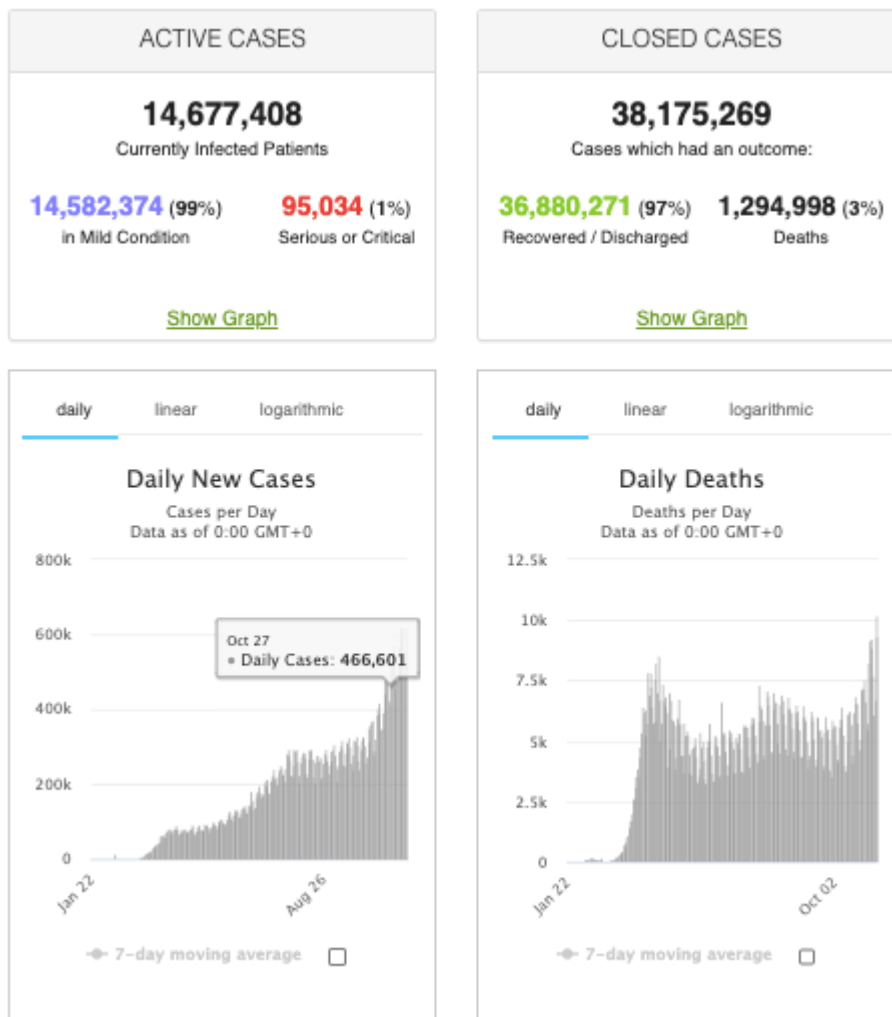 ACTIVE CASES
14,677,408
Currently Infected Patients
14,582,374 (99%)
in Mild Condition
95,034 (1%)
Serious or Critical
Show Graph
CLOSED CASES
38,175,269
Cases which had an outcome:
36,880,271 (97%)
Recovered / Discharged
1,294,998 (3%)
Deaths
Show Graph
daily linear logarithmic
Daily New Cases
Cases per Day
Data as of 0:00 GMT+0
800k
600k
400k
200k
0
Oct 27
Daily Cases: 466,601
Jan 22
Aug 26
7-day moving average
daily linear logarithmic
Daily Deaths
Deaths per Day
Data as of 0:00 GMT+0
12.5k
10k
7.5k
5k
2.5k
0
Jan 22
Oct 02
7-day moving average